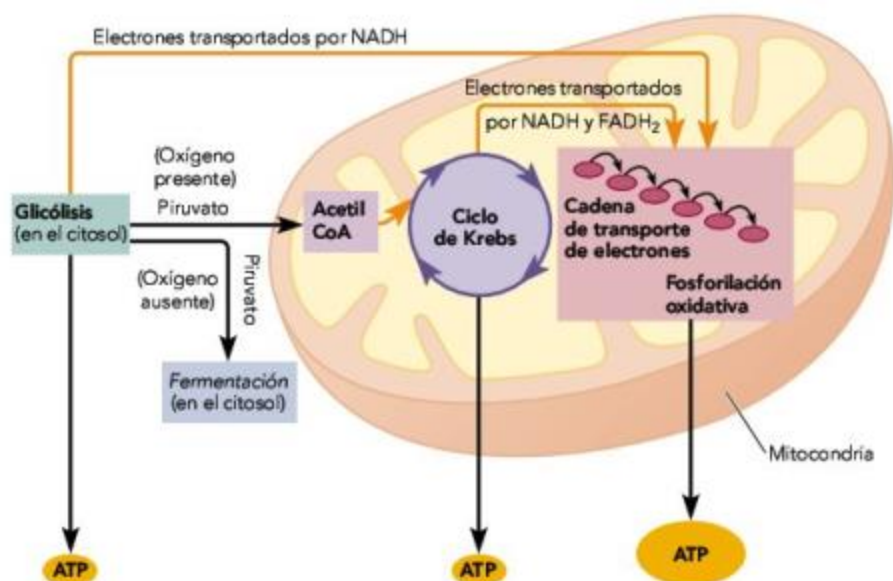 Electrones transportados por NADH
Electrones transportados
por NADH y FADH₂
(Oxígeno
presente)
Piruvato
Glicólisis
(en el citosol)
Acetil
CoA
Ciclo
de Krebs
Cadena
de transporte
de electrones
Fosforilación
oxidativa
(Oxígeno
ausente)
Piruvato
Fermentación
(en el citosol)
Mitocondria
ATP
ATP
ATP